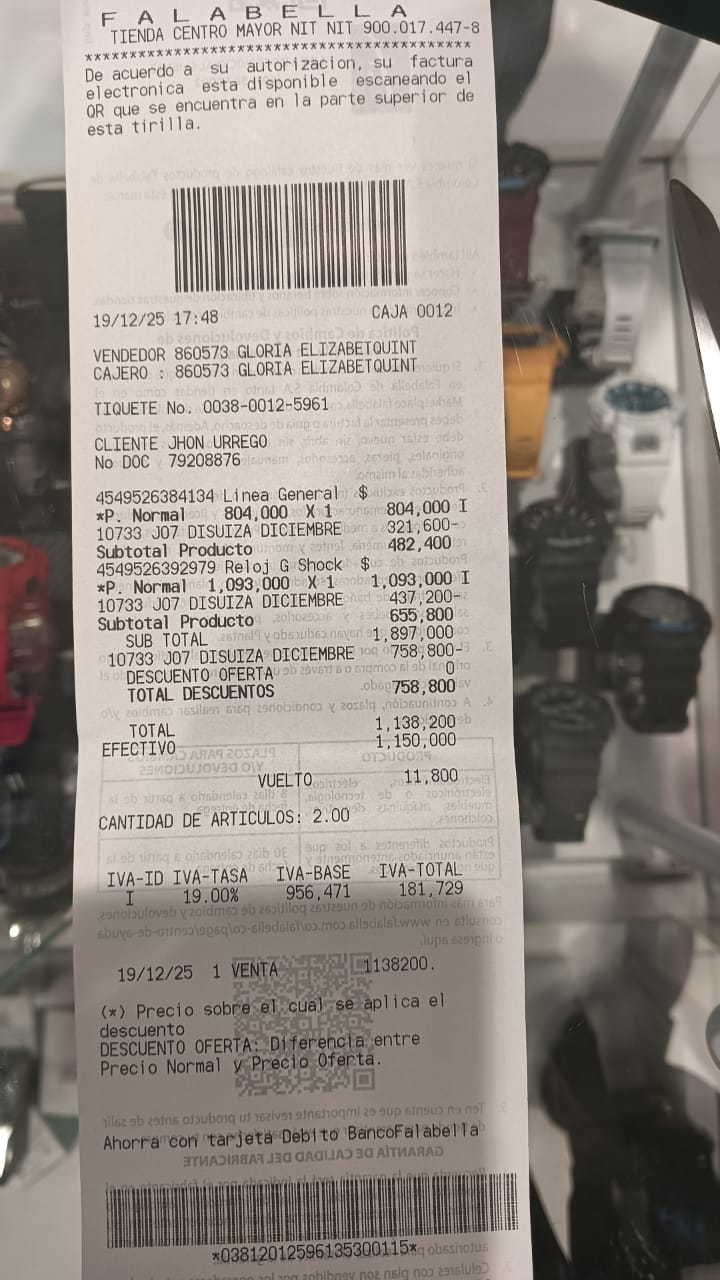 F A L A B E L L A
TIENDA CENTRO MAYOR NIT NIT 900.017.447-8
******************************************
De acuerdo a su autorizacion, su factura
electronica esta disponible escaneando el
QR que se encuentra en la parte superior de
esta tirilla.
19/12/25 17:48 CAJA 0012
VENDEDOR 860573 GLORIA ELIZABETQUINT
CAJERO : 860573 GLORIA ELIZABETQUINT
TIQUETE No. 0038-0012-5961
CLIENTE JHON URREGO
No DOC 79208876
4549526384134 Linea General $
*P. Normal 804,000 X 1 804,000 I
10733 J07 DISUIZA DICIEMBRE 321,600-
Subtotal Producto 482,400
4549526392979 Reloj G Shock $
*P. Normal 1,093,000 X 1 1,093,000 I
10733 J07 DISUIZA DICIEMBRE 437,200-
Subtotal Producto 655,800
SUB TOTAL 1,897,000
10733 J07 DISUIZA DICIEMBRE 758,800-
DESCUENTO OFERTA 0
TOTAL DESCUENTOS 758,800
TOTAL 1,138,200
EFECTIVO 1,150,000
VUELTO 11,800
CANTIDAD DE ARTICULOS: 2.00
IVA-ID IVA-TASA IVA-BASE IVA-TOTAL
I 19.00% 956,471 181,729
19/12/25 1 VENTA 1138200.
(*) Precio sobre el cual se aplica el
descuento
DESCUENTO OFERTA: Diferencia entre
Precio Normal y Precio Oferta.
Ahorra con tarjeta Debito BancoFalabella
*03812012596135300115*